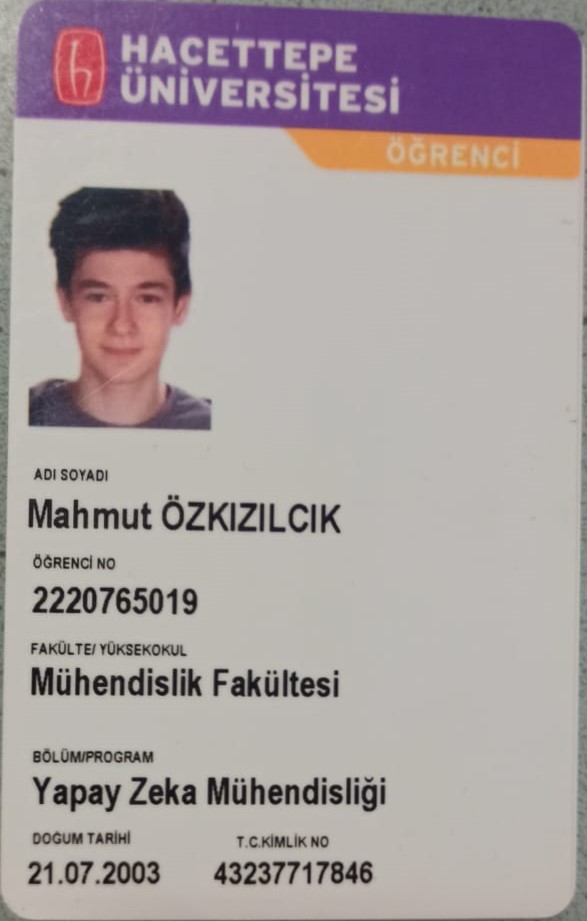 HACETTEPE
ÜNİVERSİTESİ
ÖĞRENCİ
ADI SOYADI
Mahmut ÖZKIZILCIK
ÖĞRENCİ NO
2220765019
FAKÜLTE/ YÜKSEKOKUL
Mühendislik Fakültesi
BÖLÜM/PROGRAM
Yapay Zeka Mühendisliği
DOĞUM TARİHİ T.C.KİMLİK NO
21.07.2003 43237717846